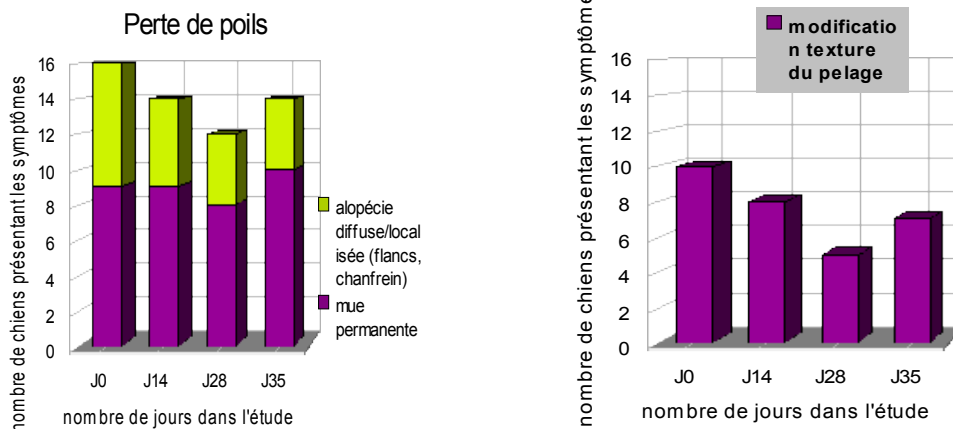 Perte de poils
nombre de chiens présentant les symptômes
16
14
12
10
8
6
4
2
0
J0 J14 J28 J35
nombre de jours dans l'étude
alopécie
diffuse/local
isée (flancs,
chanfrein)
mue
permanente
nombre de chiens présentant les symptôme
modificatio
n texture
du pelage
16
14
12
10
8
6
4
2
0
J0 J14 J28 J35
nombre de jours dans l'étude